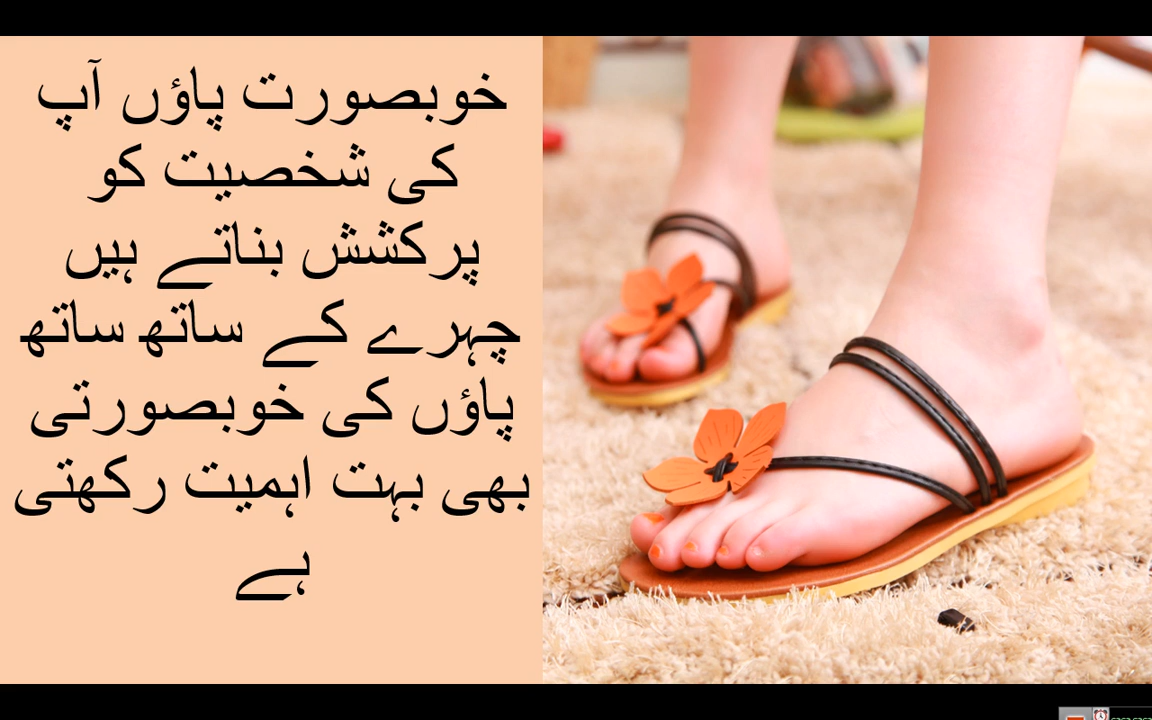 خوبصورت پاؤں آپ
کی شخصیت کو
پرکشش بناتے ہیں
چہرے کے ساتھ ساتھ
پاؤں کی خوبصورتی
بھی بہت اہمیت رکھتی
ہے